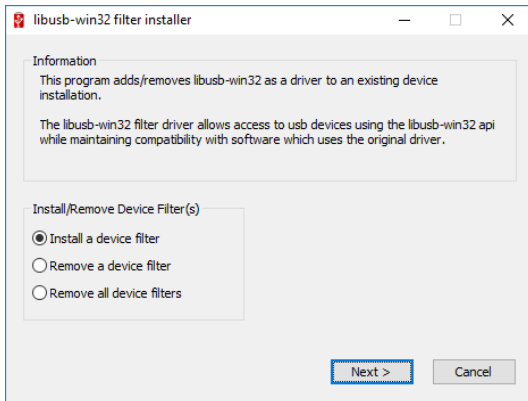 libusb-win32 filter installer
Information
This program adds/removes libusb-win32 as a driver to an existing device
installation.
The libusb-win32 filter driver allows access to usb devices using the libusb-win32 api
while maintaining compatibility with software which uses the original driver.
Install/Remove Device Filter(s)
Install a device filter
Remove a device filter
Remove all device filters
Next >
Cancel